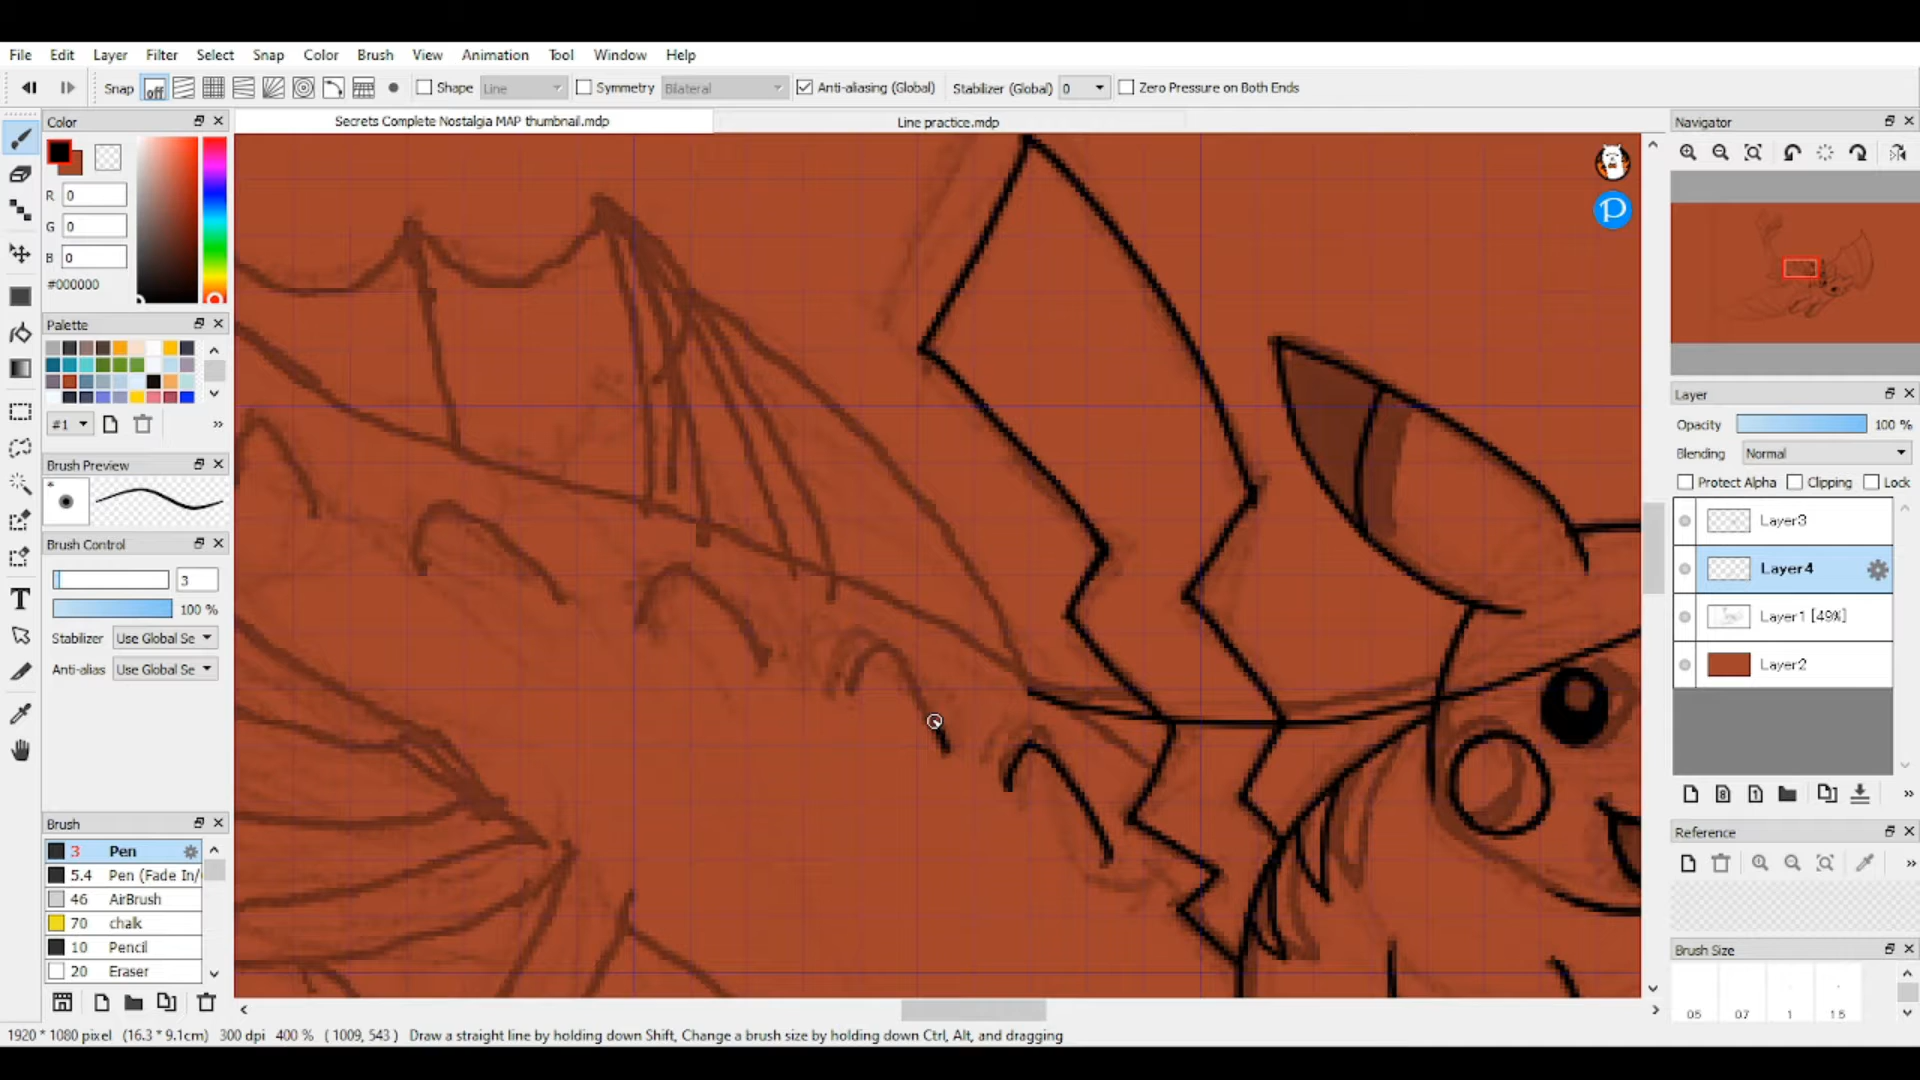 File Edit Layer Filter Select Snap Color Brush View Animation Tool Window Help
Snap off Shape Line Symmetry Bilateral Anti-aliasing (Global) Stabilizer (Global) 0 Zero Pressure on Both Ends
Color
Secrets Complete Nostalgia MAP thumbnail.mdp
Line practice.mdp
R 0
G 0
B 0
#000000
Palette
#1
Brush Preview
Brush Control
3
100 %
Stabilizer Use Global Se
Anti-alias Use Global Se
Brush
3 Pen
5.4 Pen (Fade In/
46 AirBrush
70 chalk
10 Pencil
20 Eraser
Navigator
Layer
Opacity 100 %
Blending Normal
Protect Alpha Clipping Lock
Layer3
Layer4
Layer1 [49%]
Layer2
8 1
Reference
Brush Size
05 07 1 15
1920 * 1080 pixel (16.3 * 9.1cm) 300 dpi 400 % ( 1009, 543 ) Draw a straight line by holding down Shift, Change a brush size by holding down Ctrl, Alt, and dragging